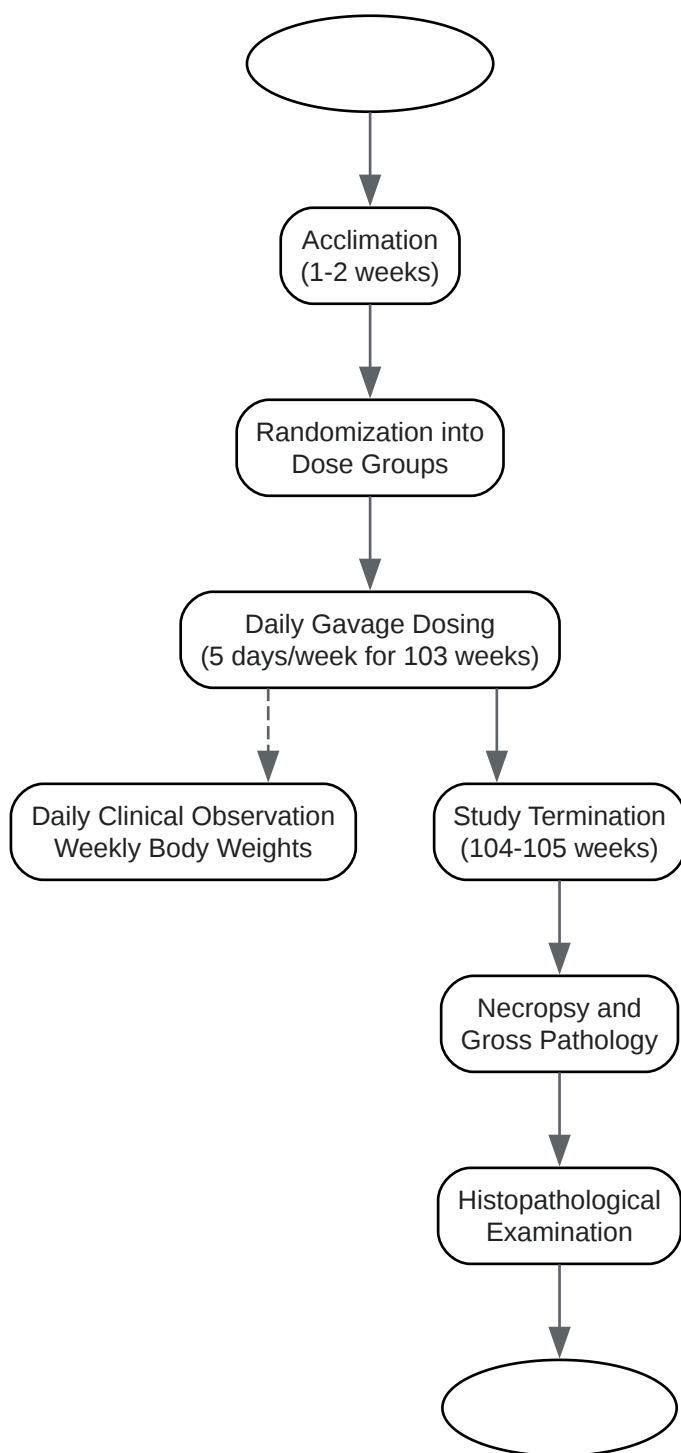 Acclimation
(1-2 weeks)
Randomization into
Dose Groups
Daily Gavage Dosing
(5 days/week for 103 weeks)
Daily Clinical Observation
Weekly Body Weights
Study Termination
(104-105 weeks)
Necropsy and
Gross Pathology
Histopathological
Examination